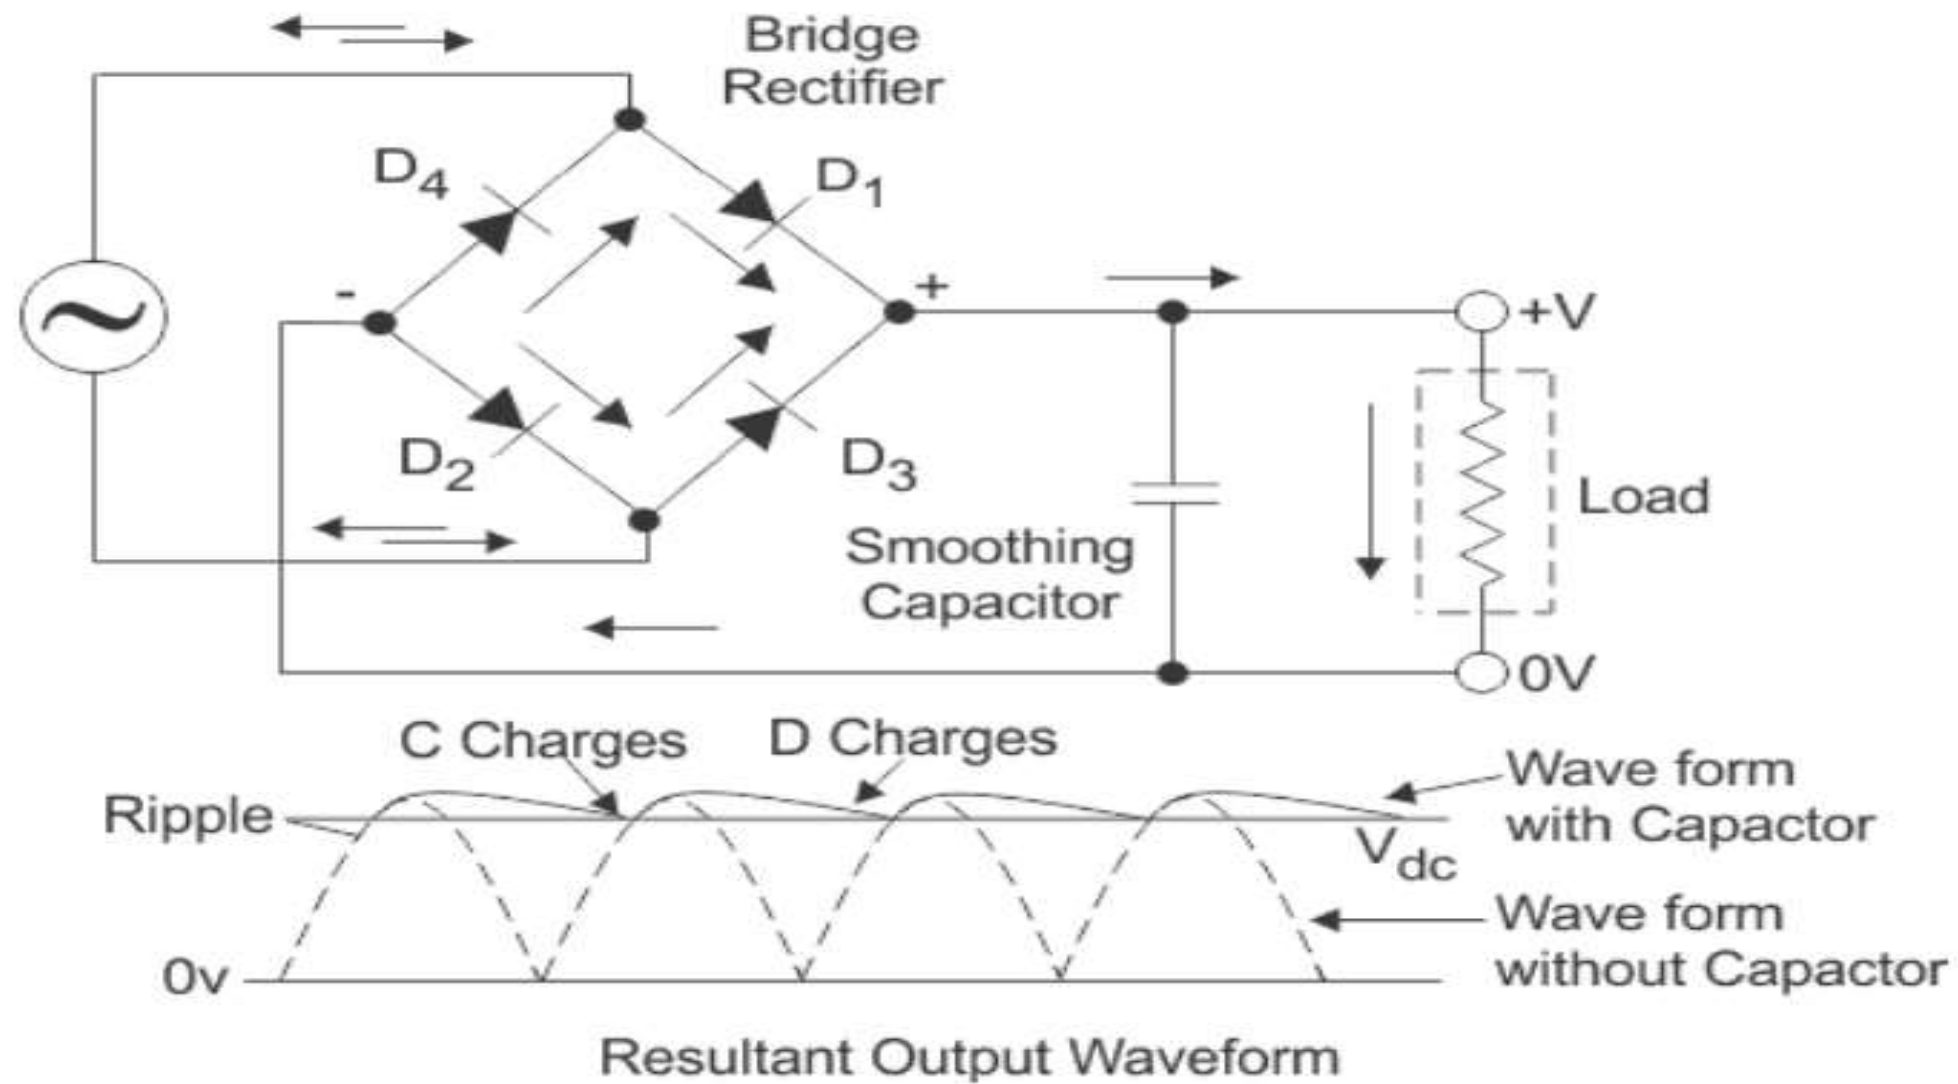 Bridge
Rectifier
D4
D1
-
+
+V
D2
D3
Load
Smoothing
Capacitor
0V
C Charges
D Charges
Ripple
Wave form
with Capactor
Vdc
Wave form
without Capactor
0v
Resultant Output Waveform